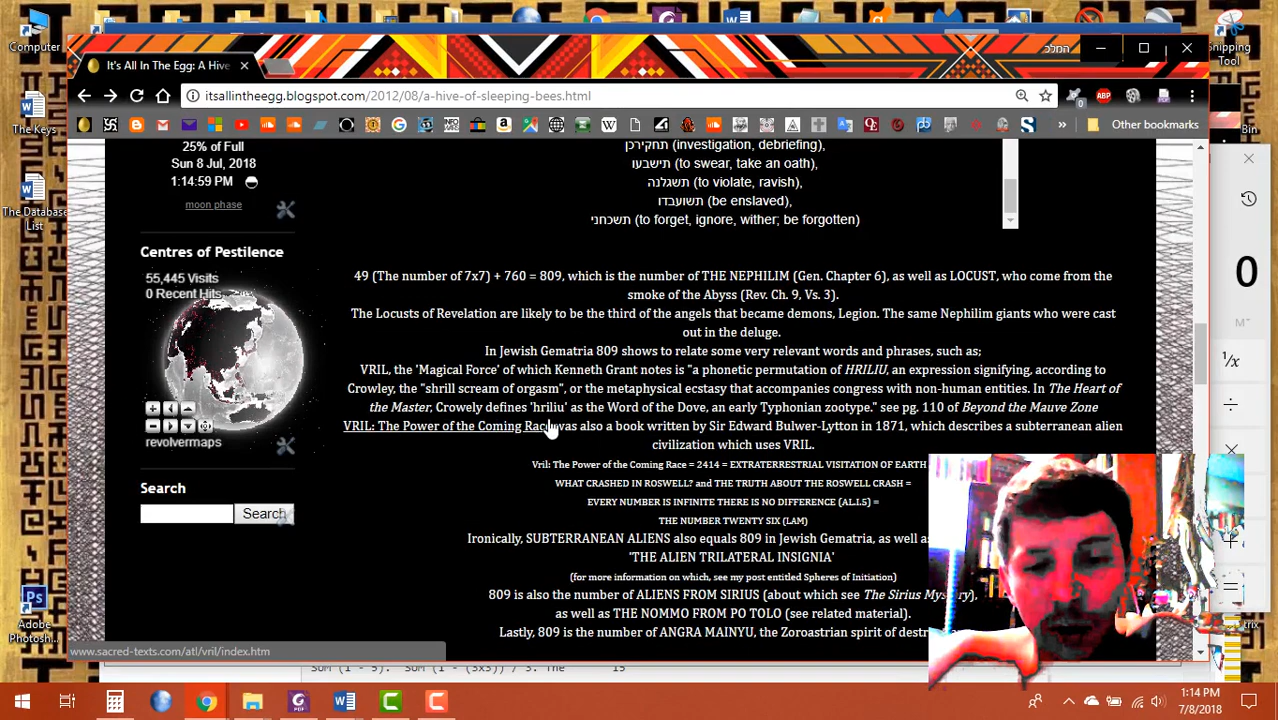 Computer
Snipping
Tool
המלכ
It's All In The Egg: A Hive
itsallintheegg.blogspot.com/2012/08/a-hive-of-sleeping-bees.html
0
ABP
Other bookmarks
The Keys
The Database
List
Bin
25% of Full
Sun 8 Jul, 2018
1:14:59 PM
moon phase
תחקירכן (investigation, debriefing),
תישבעו (to swear, take an oath),
תשגלנה (to violate, ravish),
תשועבדו (be enslaved),
תשכחני (to forget, ignore, wither; be forgotten)
Centres of Pestilence
55,445 Visits
0 Recent Hits
revolvermaps
Search
Search
49 (The number of 7x7) + 760 = 809, which is the number of THE NEPHILIM (Gen. Chapter 6), as well as LOCUST, who come from the
smoke of the Abyss (Rev. Ch. 9, Vs. 3).
The Locusts of Revelation are likely to be the third of the angels that became demons, Legion. The same Nephilim giants who were cast
out in the deluge.
In Jewish Gematria 809 shows to relate some very relevant words and phrases, such as;
VRIL, the 'Magical Force' of which Kenneth Grant notes is "a phonetic permutation of HRILIU, an expression signifying, according to
Crowley, the "shrill scream of orgasm", or the metaphysical ecstasy that accompanies congress with non-human entities. In The Heart of
the Master, Crowely defines 'hriliu' as the Word of the Dove, an early Typhonian zootype." see pg. 110 of Beyond the Mauve Zone
VRIL: The Power of the Coming Race was also a book written by Sir Edward Bulwer-Lytton in 1871, which describes a subterranean alien
civilization which uses VRIL.
Vril: The Power of the Coming Race = 2414 = EXTRATERRESTRIAL VISITATION OF EARTH
WHAT CRASHED IN ROSWELL? and THE TRUTH ABOUT THE ROSWELL CRASH =
EVERY NUMBER IS INFINITE THERE IS NO DIFFERENCE (AL.I.5) =
THE NUMBER TWENTY SIX (LAM)
Ironically, SUBTERRANEAN ALIENS also equals 809 in Jewish Gematria, as well as
'THE ALIEN TRILATERAL INSIGNIA'
(for more information on which, see my post entitled Spheres of Initiation)
809 is also the number of ALIENS FROM SIRIUS (about which see The Sirius Mystery),
as well as THE NOMMO FROM PO TOLO (see related material).
Lastly, 809 is the number of ANGRA MAINYU, the Zoroastrian spirit of
0
M
1/x
÷
Adobe
Photosh...
www.sacred-texts.com/atl/vril/index.htm
SUM (1 - 5). SUM (1 - (3x3)) / 3. The 15
1:14 PM
7/8/2018